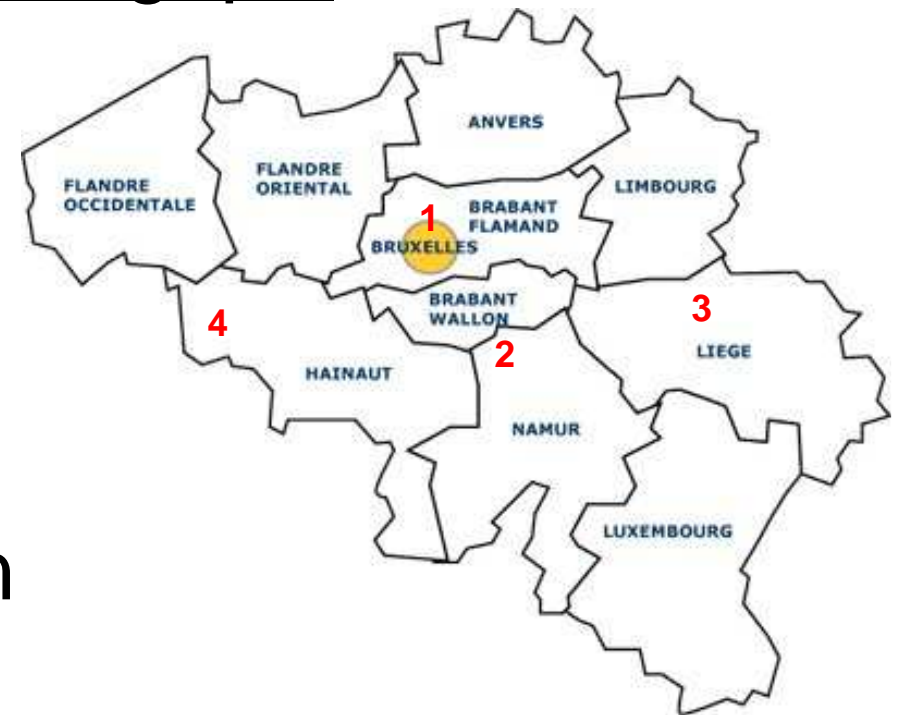 ANVERS
FLANDRE
ORIENTAL
FLANDRE
OCCIDENTALE
LIMBOURG
1
BRABANT
FLAMAND
BRUXELLES
BRABANT
WALLON
4
2
3
LIEGE
HAINAUT
NAMUR
LUXEMBOURG
n